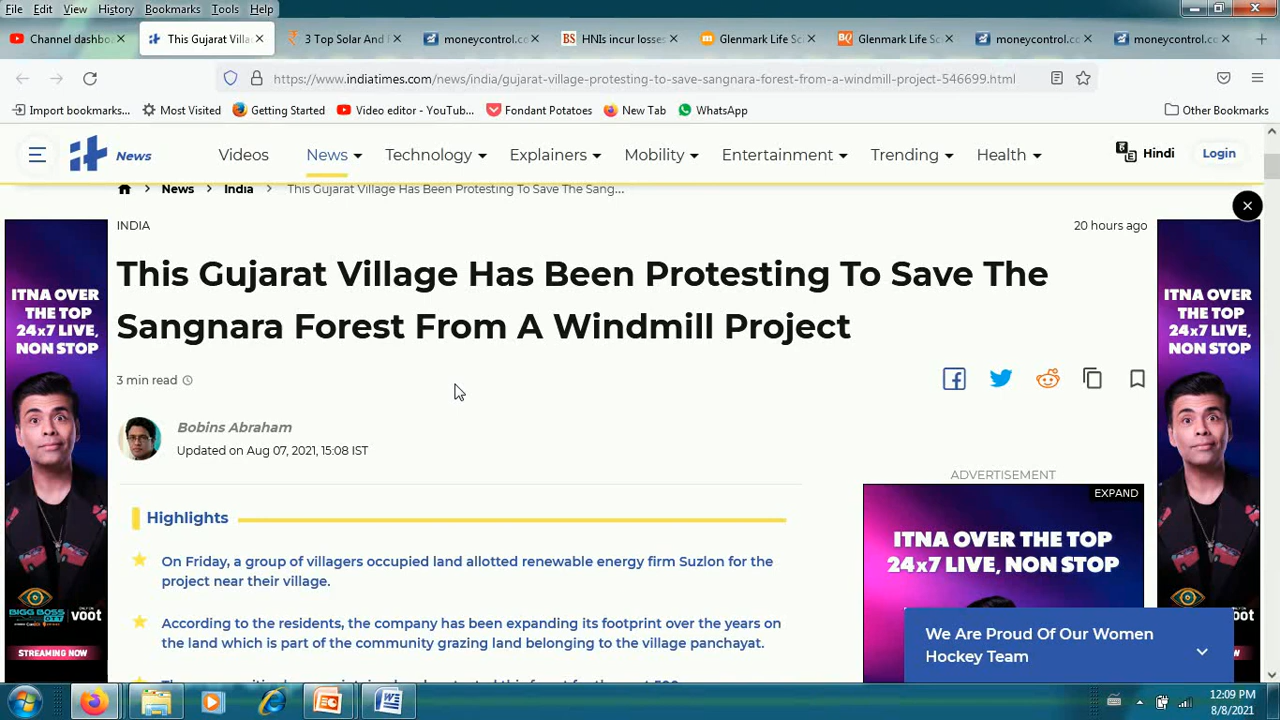 File Edit View History Bookmarks Tools Help
Channel dashbo
This Gujarat Villa
3 Top Solar And
moneycontrol.co
BS HNIs incur losses
Glenmark Life Sc
BQ Glenmark Life Sc
moneycontrol.co
moneycontrol.co
https://www.indiatimes.com/news/india/gujarat-village-protesting-to-save-sangnara-forest-from-a-windmill-project-546699.html
Import bookmarks... Most Visited Getting Started Video editor - YouTu... Fondant Potatoes New Tab WhatsApp Other Bookmarks
News Videos News Technology Explainers Mobility Entertainment Trending Health Hindi Login
News India This Gujarat Village Has Been Protesting To Save The Sang...
INDIA 20 hours ago
This Gujarat Village Has Been Protesting To Save The
Sangnara Forest From A Windmill Project
3 min read
Bobins Abraham
Updated on Aug 07, 2021, 15:08 IST
ADVERTISEMENT
Highlights
On Friday, a group of villagers occupied land allotted renewable energy firm Suzlon for the
project near their village.
According to the residents, the company has been expanding its footprint over the years on
the land which is part of the community grazing land belonging to the village panchayat.
ITNA OVER
THE TOP
24x7 LIVE,
NON STOP
BIGG BOSS
OTT
voot
STREAMING NOW
EXPAND
ITNA OVER THE TOP
24x7 LIVE, NON STOP
We Are Proud Of Our Women
Hockey Team
ITNA OVER
THE TOP
24x7 LIVE,
NON STOP
voot
STREAMING NOW
12:09 PM
8/8/2021